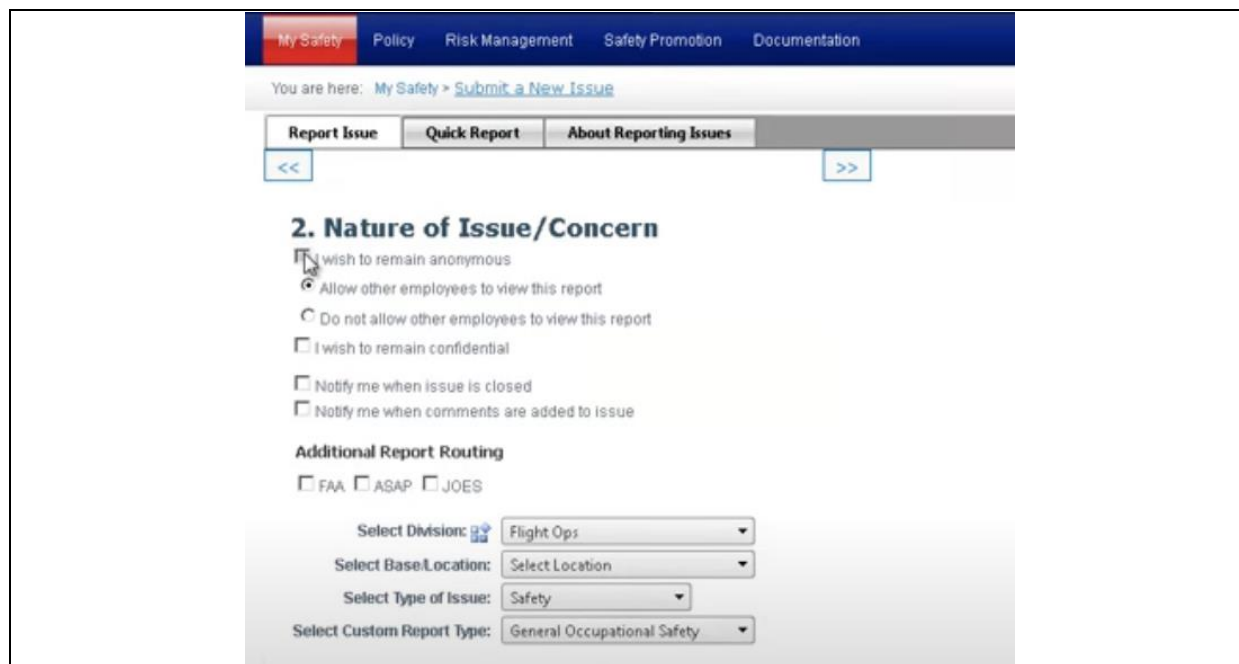 My Safety Policy Risk Management Safety Promotion Documentation
You are here: My Safety > Submit a New Issue
Report Issue Quick Report About Reporting Issues
<< >>
2. Nature of Issue/Concern
I wish to remain anonymous
Allow other employees to view this report
Do not allow other employees to view this report
I wish to remain confidential
Notify me when issue is closed
Notify me when comments are added to issue
Additional Report Routing
FAA ASAP JOES
Select Division: Flight Ops
Select Base/Location: Select Location
Select Type of Issue: Safety
Select Custom Report Type: General Occupational Safety